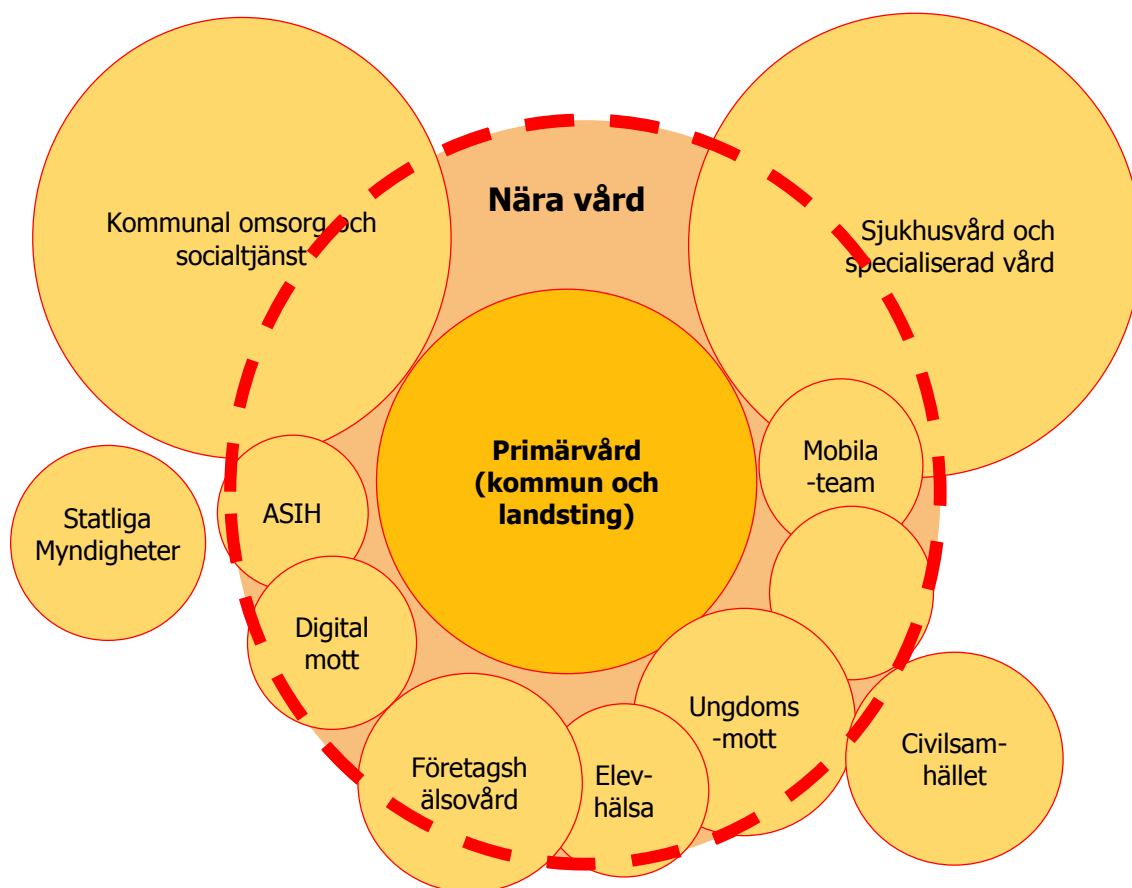 Nära vård
Kommunal omsorg och
socialtjänst
Sjukhusvård och
specialiserad vård
Primärvård
(kommun och
landsting)
Mobila
-team
ASIH
Statliga
Myndigheter
Digital
mott
Ungdoms
-mott
Civilsam-
hället
Företagsh
älsovård
Elev-
hälsa